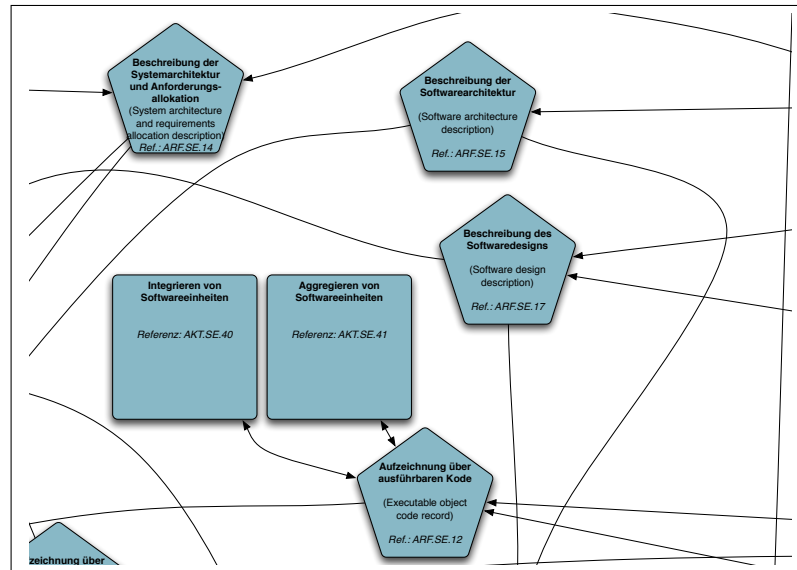 Beschreibung der
Systemarchitektur
und Anforderungs-
allokation
(System architecture
and requirements
allocation description)
Ref.: ARF.SE.14
Beschreibung der
Softwarearchitektur
(Software architecture
description)
Ref.: ARF.SE.15
Beschreibung des
Softwaredesigns
(Software design
description)
Ref.: ARF.SE.17
Integrieren von
Softwareeinheiten
Referenz: AKT.SE.40
Aggregieren von
Softwareeinheiten
Referenz: AKT.SE.41
Aufzeichnung über
ausführbaren Kode
(Executable object
code record)
Ref.: ARF.SE.12
zeichnung über